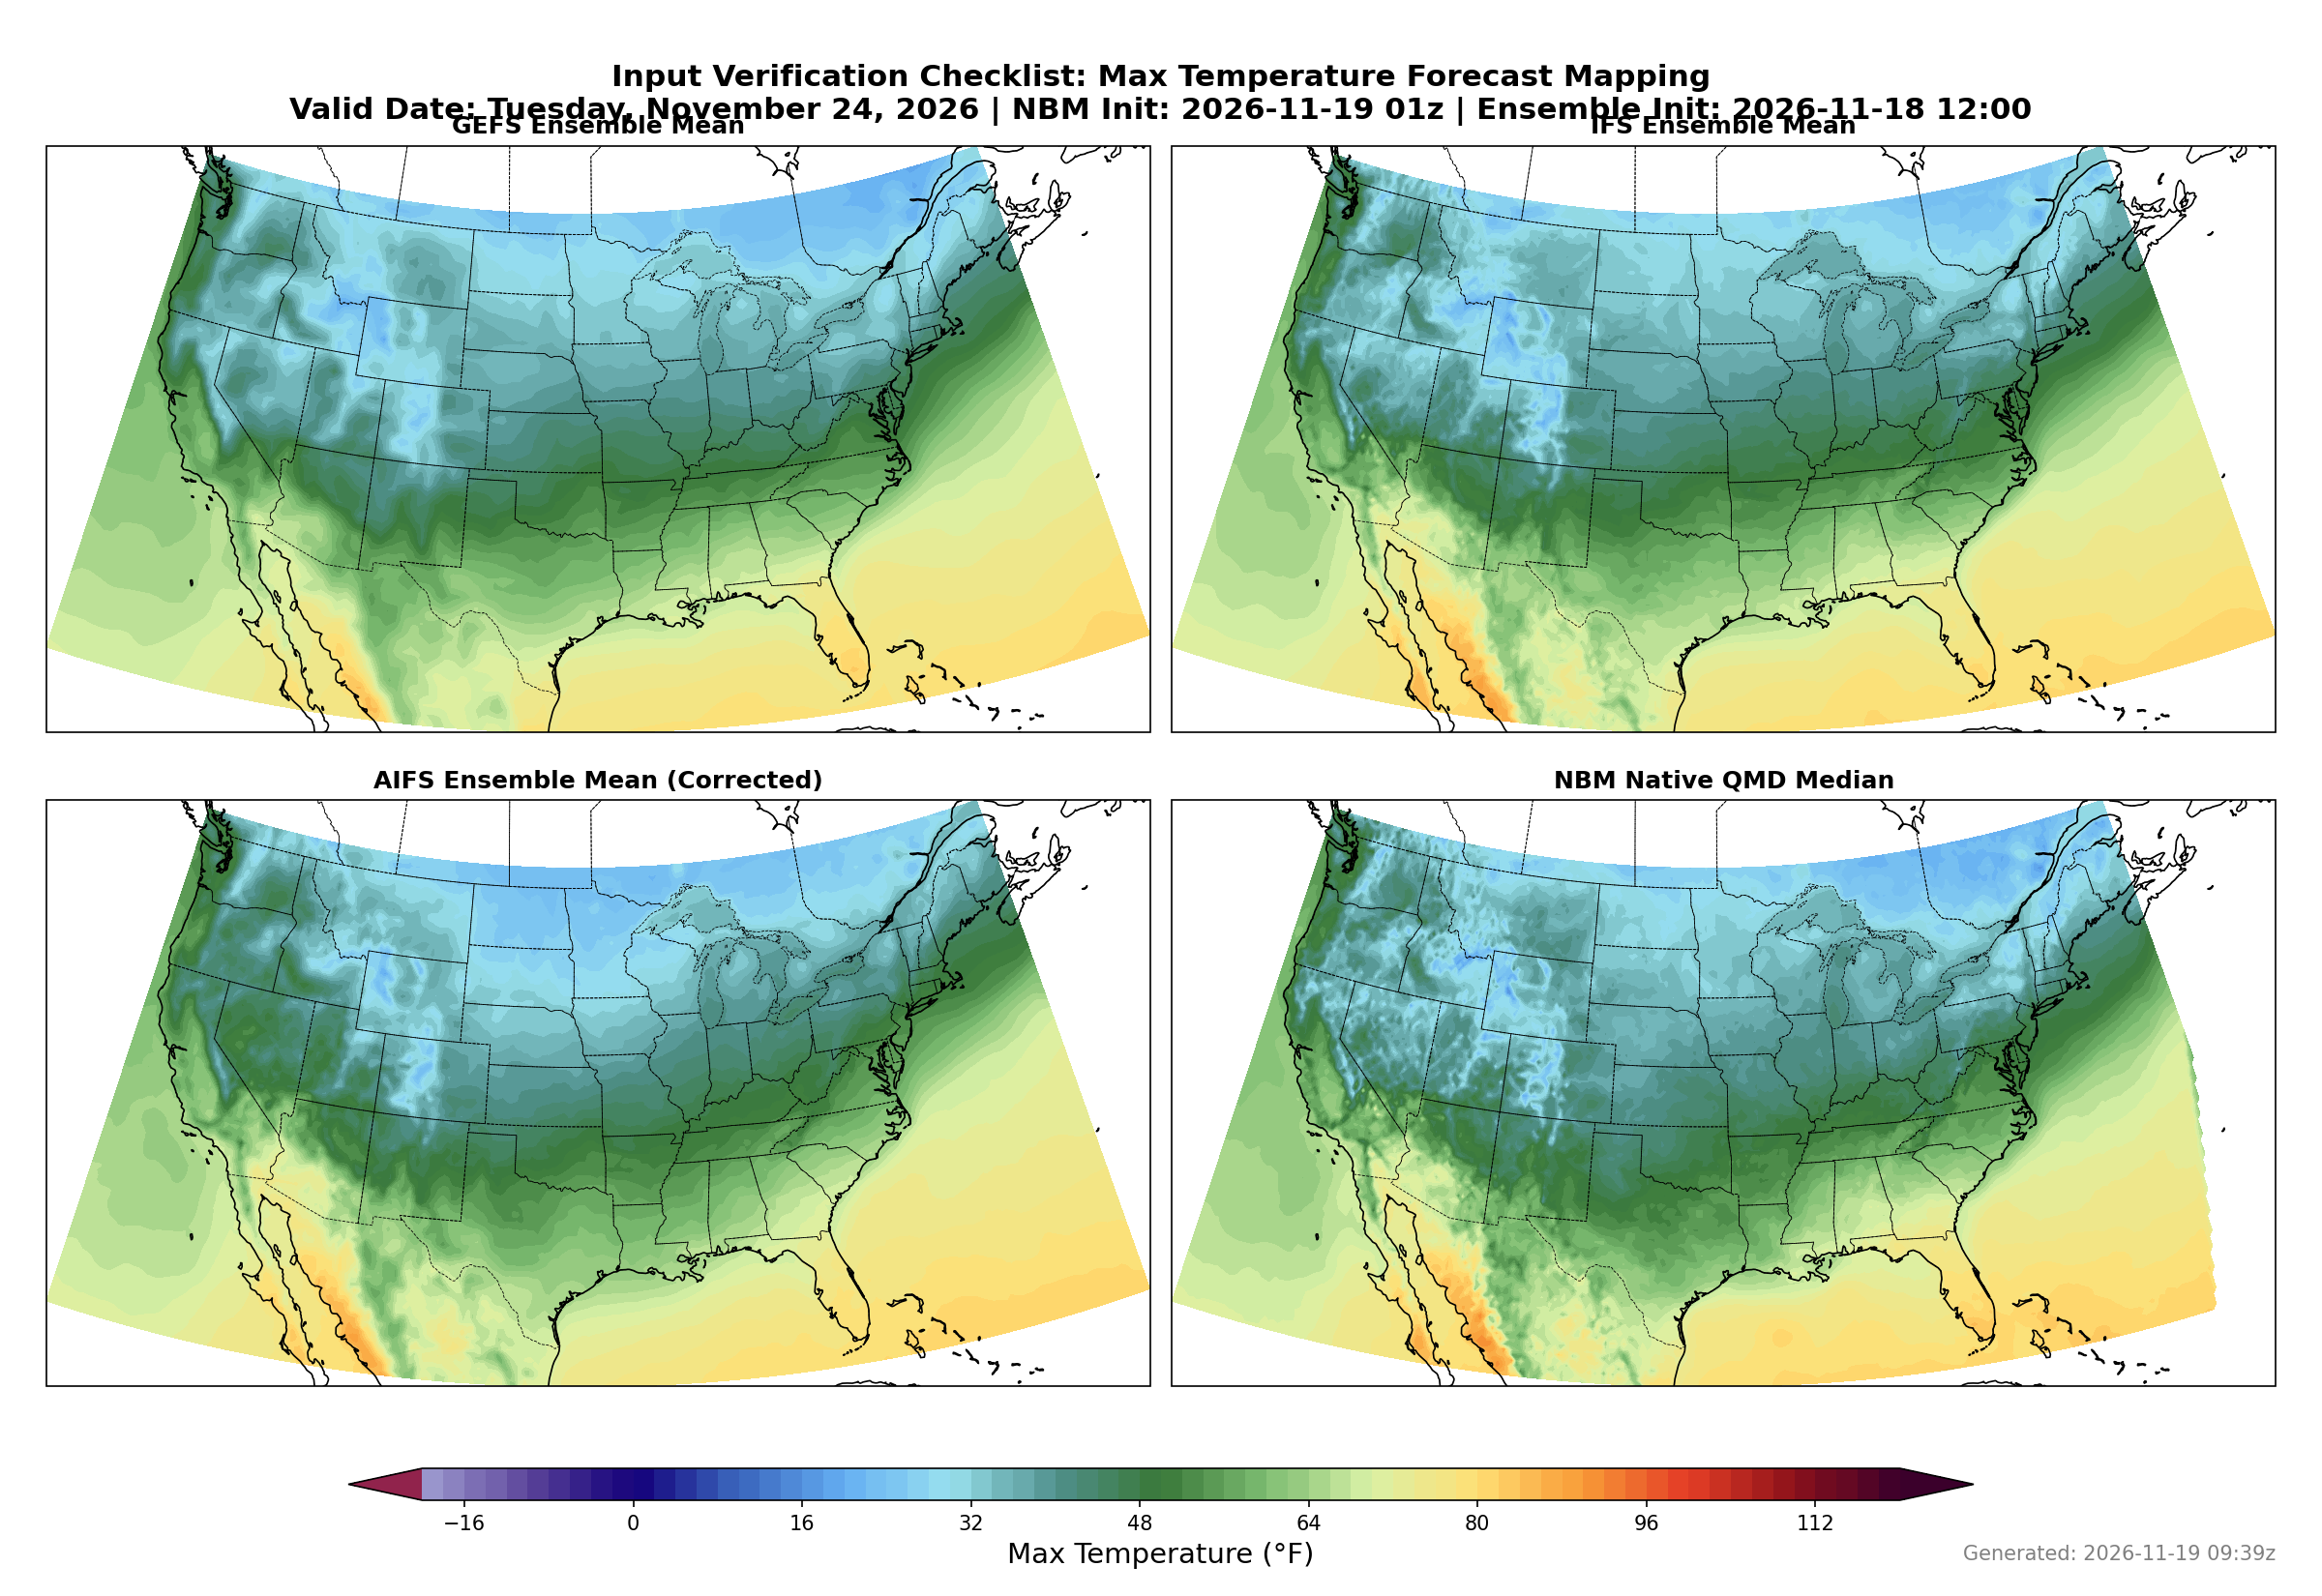 Input Verification Checklist: Max Temperature Forecast Mapping
Valid Date: Tuesday, November 24, 2026 | NBM Init: 2026-11-19 01z | Ensemble Init: 2026-11-18 12:00
GEFS Ensemble Mean
IFS Ensemble Mean
AIFS Ensemble Mean (Corrected)
NBM Native QMD Median
−16 0 16 32 48 64 80 96 112
Max Temperature (°F)
Generated: 2026-11-19 09:39z